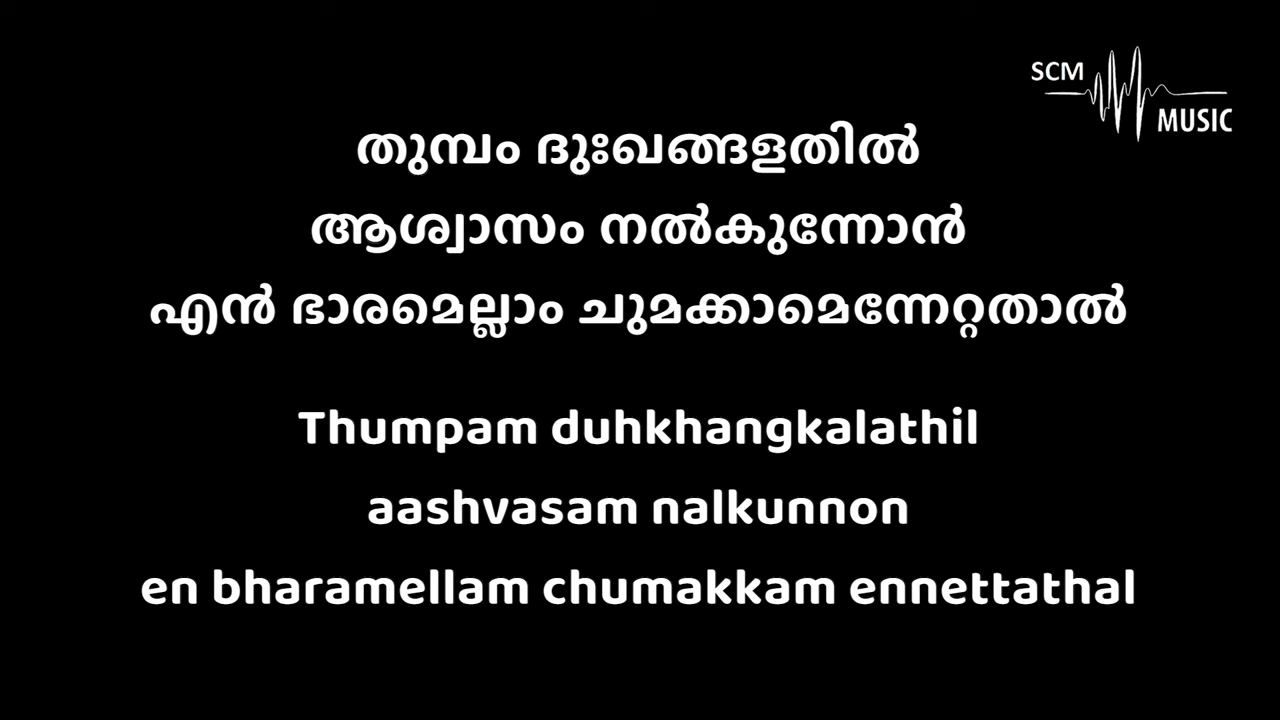 SCM
MUSIC
തുമ്പം ദുഃഖങ്ങളതിൽ
ആശ്വാസം നൽകുന്നോൻ
എൻ ഭാരമെല്ലാം ചുമക്കാമെന്നേറ്റതാൽ
Thumpam duhkhangkalathil
aashvasam nalkunnon
en bharamellam chumakkam ennettathal